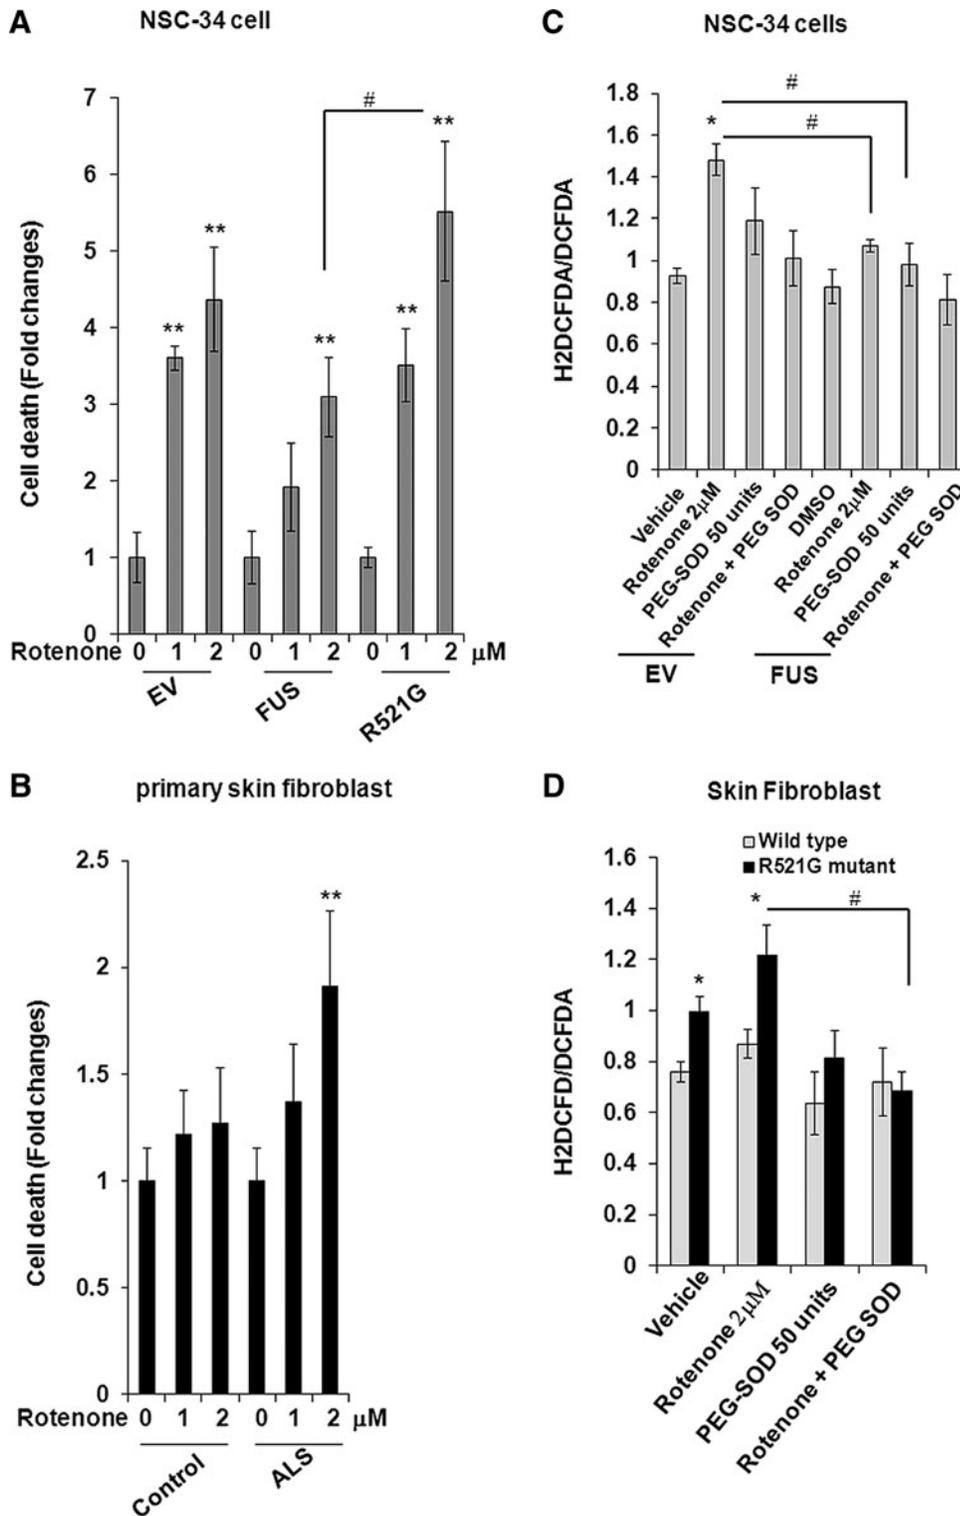 A
NSC-34 cell
Cell death (Fold changes)
7
6
5
4
3
2
1
0
#
**
**
**
**
**
Rotenone 0 1 2 0 1 2 0 1 2 μM
EV
FUS
R521G
B
primary skin fibroblast
Cell death (Fold changes)
2.5
2
1.5
1
0.5
0
**
Rotenone 0 1 2 0 1 2 μM
Control
ALS
C
NSC-34 cells
H2DCFDA/DCFDA
1.8
1.6
1.4
1.2
1
0.8
0.6
0.4
0.2
0
*
#
#
Vehicle
Rotenone 2μM
PEG-SOD 50 units
Rotenone + PEG SOD
DMSO
Rotenone 2μM
PEG-SOD 50 units
Rotenone + PEG SOD
EV
FUS
D
Skin Fibroblast
Wild type
R521G mutant
H2DCFD/DCFDA
1.6
1.4
1.2
1
0.8
0.6
0.4
0.2
0
*
*
#
Vehicle
Rotenone 2μM
PEG-SOD 50 units
Rotenone + PEG SOD